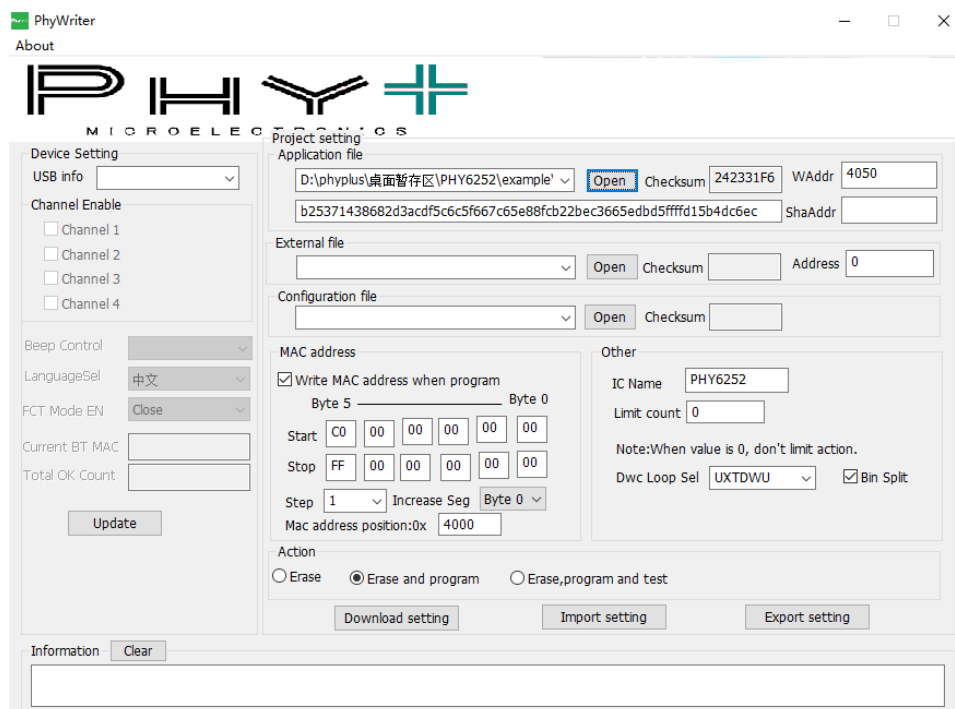 PhyWriter
About
PHY+
MICROELECTRONICS
Device Setting
USB info
Channel Enable
Channel 1
Channel 2
Channel 3
Channel 4
Beep Control
LanguageSel 中文
FCT Mode EN Close
Current BT MAC
Total OK Count
Update
Project setting
Application file
D:\phyplus\桌面暂存区\PHY6252\example\ Open Checksum 242331F6 WAddr 4050
b25371438682d3acdf5c6c5f667c65e88fcb22bec3665edbd5ffffd15b4dc6ec ShaAddr
External file
Open Checksum Address 0
Configuration file
Open Checksum
MAC address
Write MAC address when program
Byte 5 Byte 0
Start C0 00 00 00 00 00
Stop FF 00 00 00 00 00
Step 1 Increase Seg Byte 0
Mac address position:0x 4000
Other
IC Name PHY6252
Limit count 0
Note:When value is 0, don't limit action.
Dwc Loop Sel UXTDWU Bin Split
Action
Erase Erase and program Erase,program and test
Download setting Import setting Export setting
Information Clear